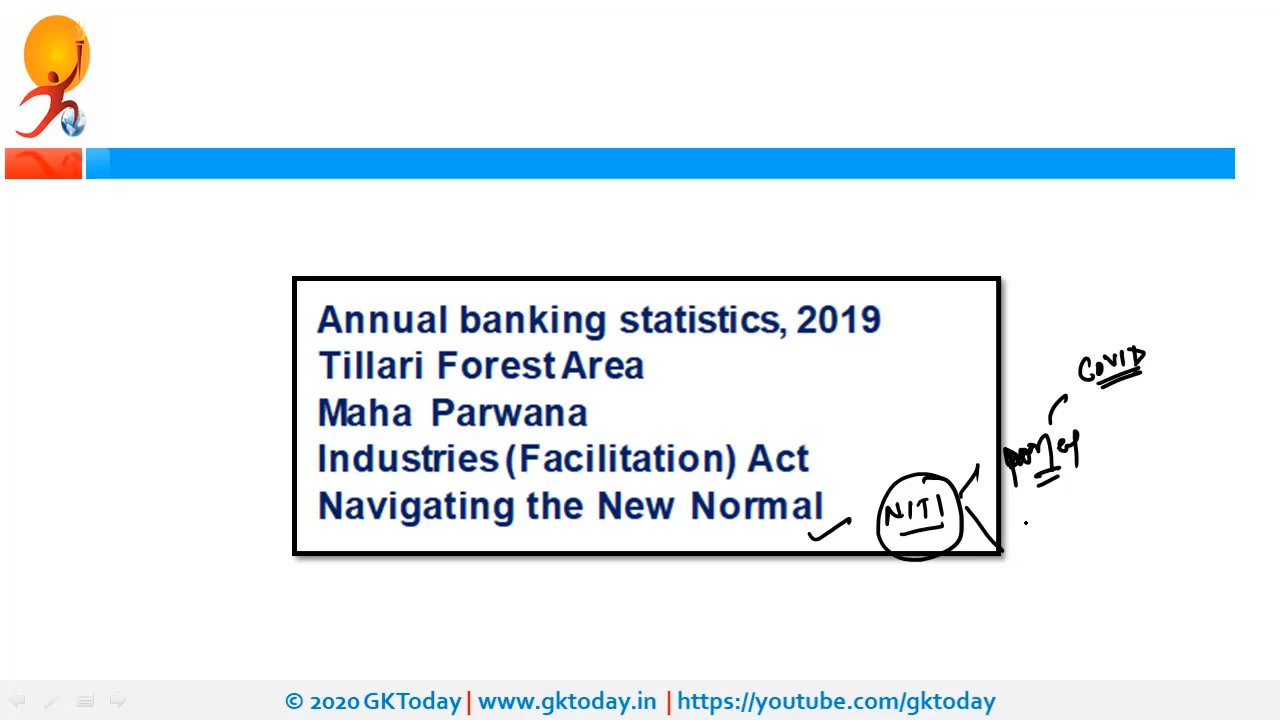 Annual banking statistics, 2019
Tillari Forest Area
Maha Parwana
Industries (Facilitation) Act
Navigating the New Normal
NITI
COVID
© 2020 GKToday | www.gktoday.in | https://youtube.com/gktoday